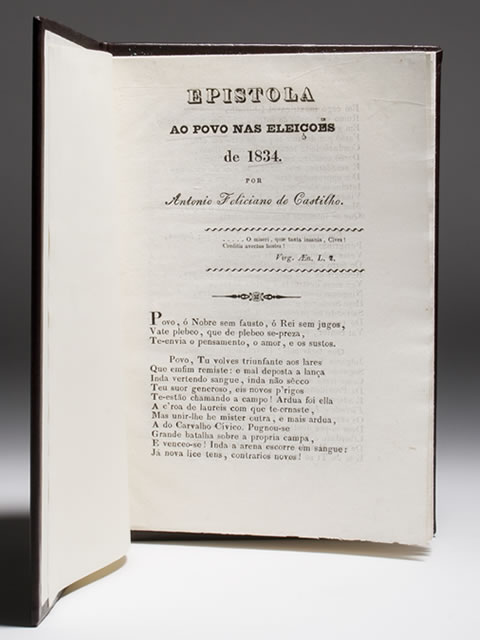 EPISTOLA
AO POVO NAS ELEIÇOẼS
de 1834.
POR
Antonio Feliciano de Castilho.
..... O miseri, quæ tanta insania, Cives!
Creditis avectos hostes!
Virg. Æn. L. 2.
Povo, ó Nobre sem fausto, ó Rei sem jugos,
Vate plebeo, que de plebeo se-preza,
Te-envia o pensamento, o amor, e os sustos.
Povo, Tu volves triunfante aos lares
Que emfim remiste: e mal deposta a lança
Inda vertendo sangue, inda não sêcco
Teu suor generoso, eis novos p'rigos
Te-estão chamando a campo! Ardua foi ella
A c'roa de laureis com que te-ornaste,
Mas unir-lhe he mister outra, e mais ardua,
A do Carvalho Civico. Pugnou-se
Grande batalha sobre a propria campa,
E venceo-se! Inda a arena escorre em sangue:
Já nova lice tens, contrarios novos!